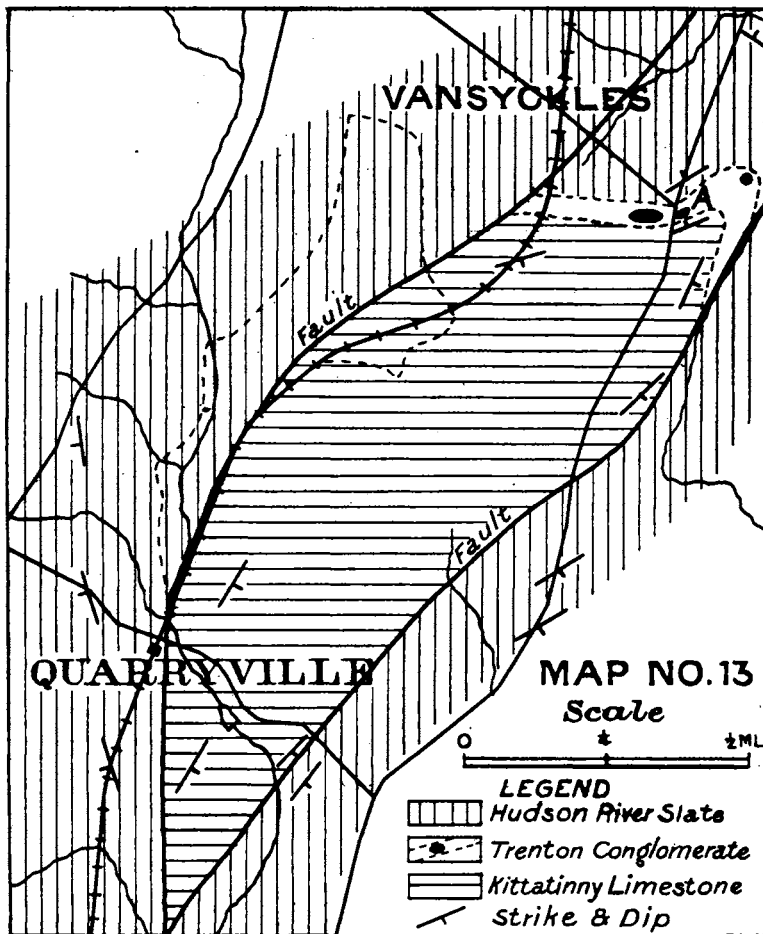 VANSYCKLES
A
Fault
Fault
QUARRYVILLE
MAP NO. 13
Scale
0 ¼ ½ ML
LEGEND
Hudson River Slate
Trenton Conglomerate
Kittatinny Limestone
Strike & Dip